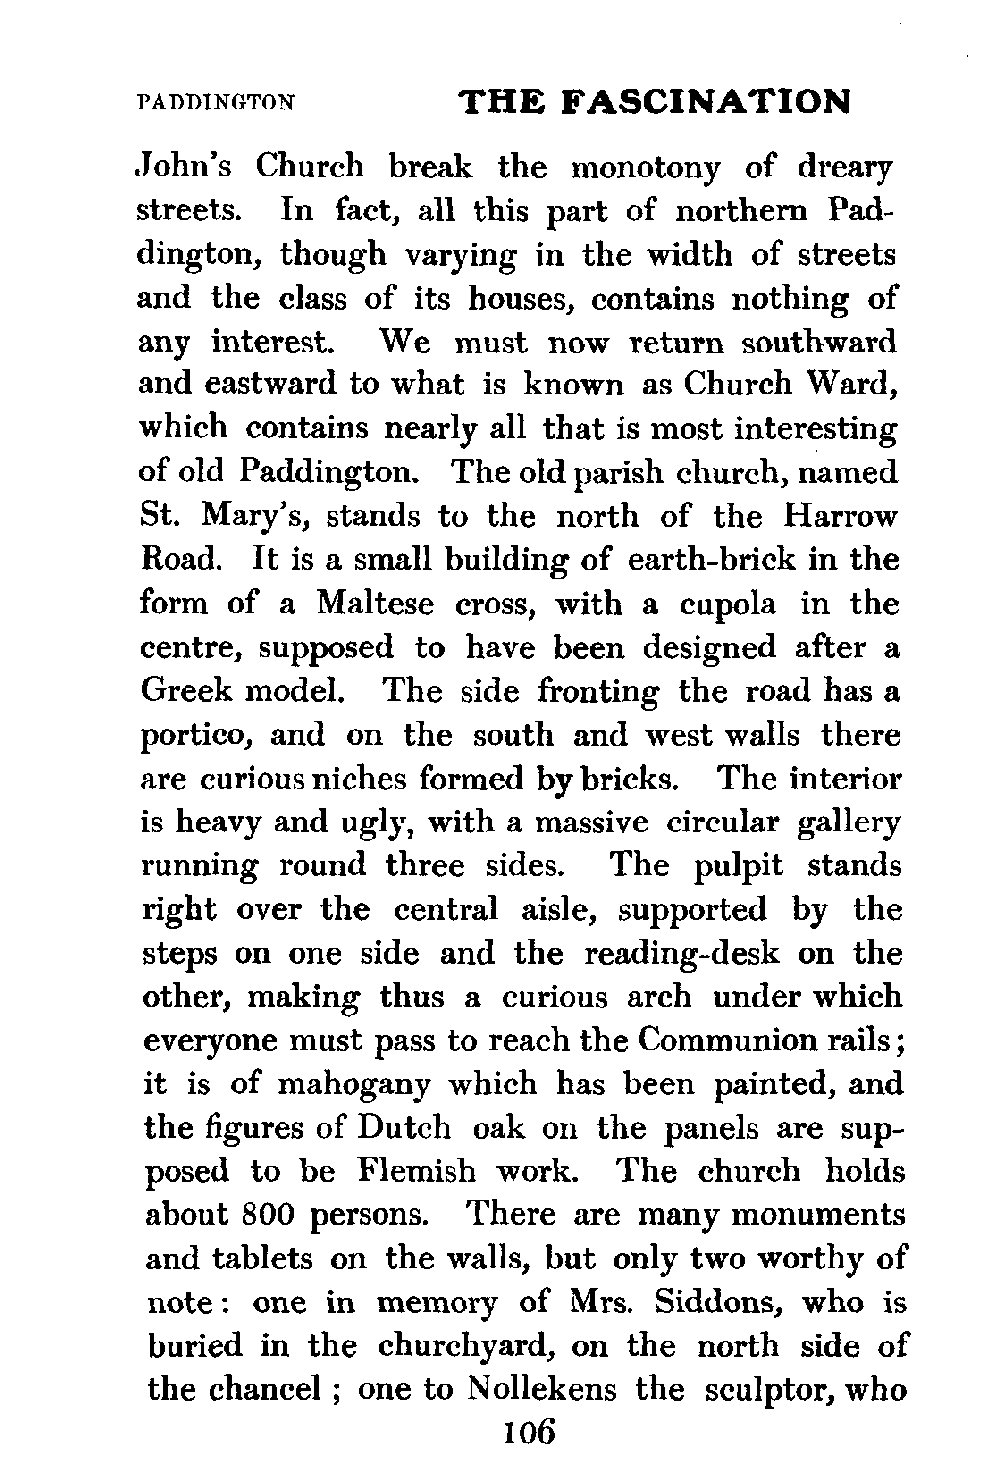 PADDINGTON THE FASCINATION
John's Church break the monotony of dreary
streets. In fact, all this part of northern Pad-
dington, though varying in the width of streets
and the class of its houses, contains nothing of
any interest. We must now return southward
and eastward to what is known as Church Ward,
which contains nearly all that is most interesting
of old Paddington. The old parish church, named
St. Mary's, stands to the north of the Harrow
Road. It is a small building of earth-brick in the
form of a Maltese cross, with a cupola in the
centre, supposed to have been designed after a
Greek model. The side fronting the road has a
portico, and on the south and west walls there
are curious niches formed by bricks. The interior
is heavy and ugly, with a massive circular gallery
running round three sides. The pulpit stands
right over the central aisle, supported by the
steps on one side and the reading-desk on the
other, making thus a curious arch under which
everyone must pass to reach the Communion rails;
it is of mahogany which has been painted, and
the figures of Dutch oak on the panels are sup-
posed to be Flemish work. The church holds
about 800 persons. There are many monuments
and tablets on the walls, but only two worthy of
note: one in memory of Mrs. Siddons, who is
buried in the churchyard, on the north side of
the chancel; one to Nollekens the sculptor, who
106